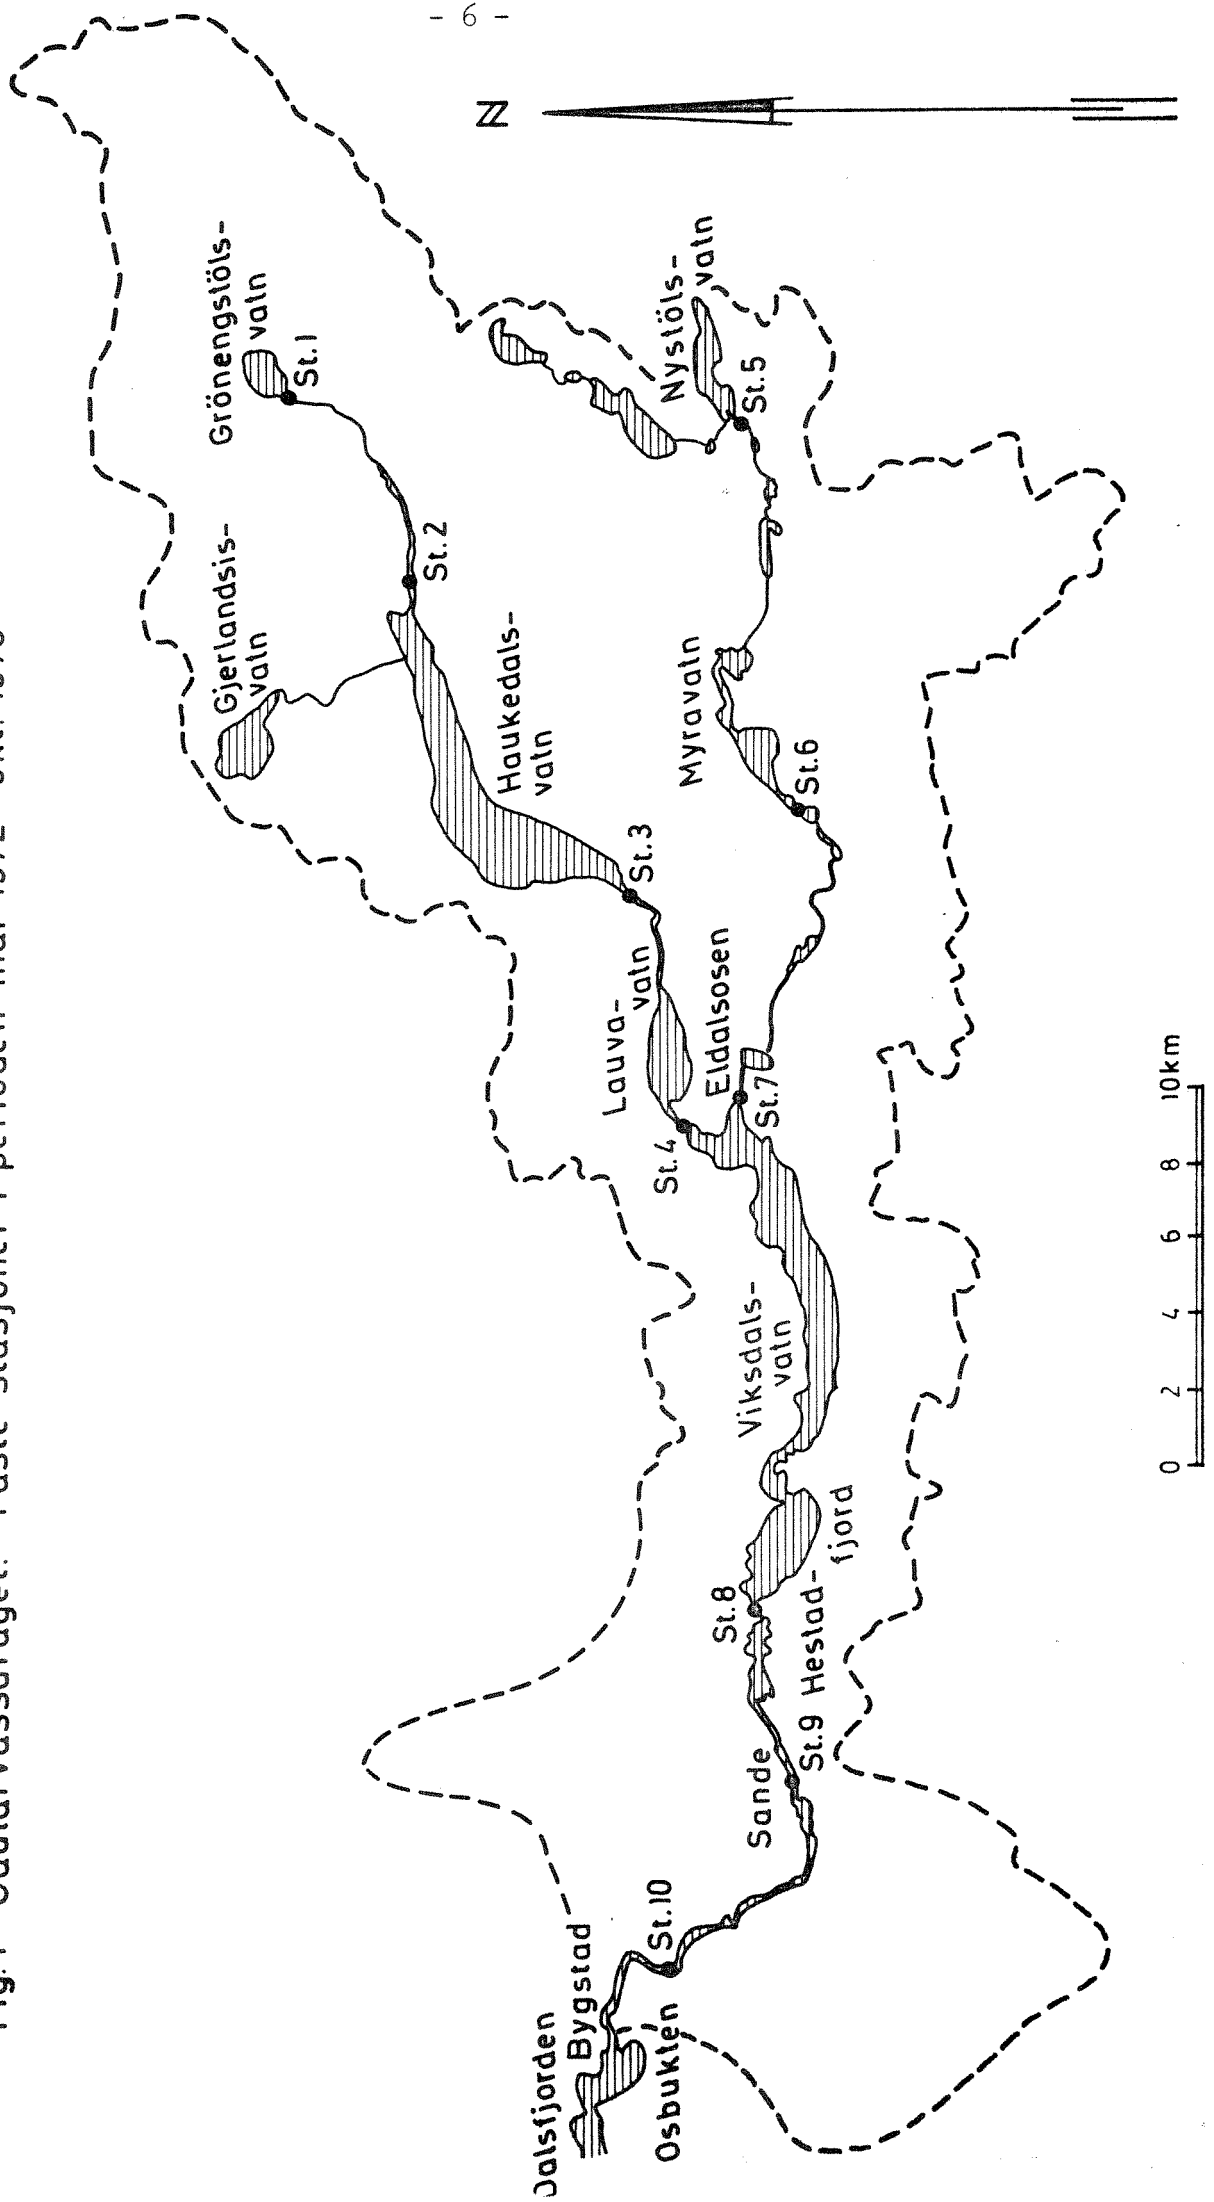 - 6 -
N
Grönengstöls-
vatn
St.1
Gjerlandsis-
vatn
St.2
Haukedals-
vatn
St.3
Nystöls-
vatn
St.5
Myravatn
St.6
Lauva-
vatn
St.4
Eldalsosen
St.7
Viksdals-
vatn
Hestad-
fjord
St.8
Sande
St.9
St.10
Dalsfjorden
Bygstad
Osbukten
0 2 4 6 8 10km